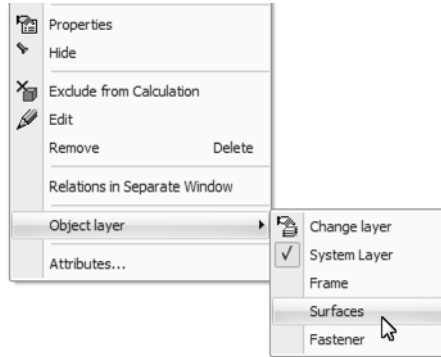 Properties
Hide
Exclude from Calculation
Edit
Remove Delete
Relations in Separate Window
Object layer
Attributes...
Change layer
System Layer
Frame
Surfaces
Fastener